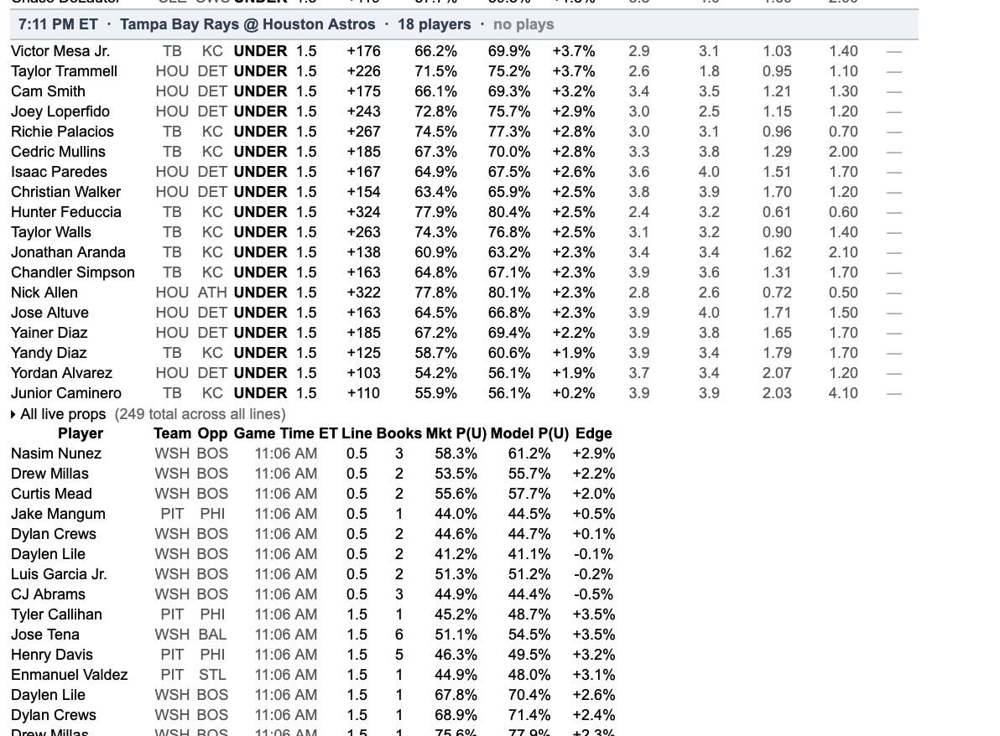 7:11 PM ET · Tampa Bay Rays @ Houston Astros · 18 players · no plays
Victor Mesa Jr. TB KC UNDER 1.5 +176 66.2% 69.9% +3.7% 2.9 3.1 1.03 1.40 —
Taylor Trammell HOU DET UNDER 1.5 +226 71.5% 75.2% +3.7% 2.6 1.8 0.95 1.10 —
Cam Smith HOU DET UNDER 1.5 +175 66.1% 69.3% +3.2% 3.4 3.5 1.21 1.30 —
Joey Loperfido HOU DET UNDER 1.5 +243 72.8% 75.7% +2.9% 3.0 2.5 1.15 1.20 —
Richie Palacios TB KC UNDER 1.5 +267 74.5% 77.3% +2.8% 3.0 3.1 0.96 0.70 —
Cedric Mullins TB KC UNDER 1.5 +185 67.3% 70.0% +2.8% 3.3 3.8 1.29 2.00 —
Isaac Paredes HOU DET UNDER 1.5 +167 64.9% 67.5% +2.6% 3.6 4.0 1.51 1.70 —
Christian Walker HOU DET UNDER 1.5 +154 63.4% 65.9% +2.5% 3.8 3.9 1.70 1.20 —
Hunter Feduccia TB KC UNDER 1.5 +324 77.9% 80.4% +2.5% 2.4 3.2 0.61 0.60 —
Taylor Walls TB KC UNDER 1.5 +263 74.3% 76.8% +2.5% 3.1 3.2 0.90 1.40 —
Jonathan Aranda TB KC UNDER 1.5 +138 60.9% 63.2% +2.3% 3.4 3.4 1.62 2.10 —
Chandler Simpson TB KC UNDER 1.5 +163 64.8% 67.1% +2.3% 3.9 3.6 1.31 1.70 —
Nick Allen HOU ATH UNDER 1.5 +322 77.8% 80.1% +2.3% 2.8 2.6 0.72 0.50 —
Jose Altuve HOU DET UNDER 1.5 +163 64.5% 66.8% +2.3% 3.9 4.0 1.71 1.50 —
Yainer Diaz HOU DET UNDER 1.5 +185 67.2% 69.4% +2.2% 3.9 3.8 1.65 1.70 —
Yandy Diaz TB KC UNDER 1.5 +125 58.7% 60.6% +1.9% 3.9 3.4 1.79 1.70 —
Yordan Alvarez HOU DET UNDER 1.5 +103 54.2% 56.1% +1.9% 3.7 3.4 2.07 1.20 —
Junior Caminero TB KC UNDER 1.5 +110 55.9% 56.1% +0.2% 3.9 3.9 2.03 4.10 —
All live props (249 total across all lines)
Player Team Opp Game Time ET Line Books Mkt P(U) Model P(U) Edge
Nasim Nunez WSH BOS 11:06 AM 0.5 3 58.3% 61.2% +2.9%
Drew Millas WSH BOS 11:06 AM 0.5 2 53.5% 55.7% +2.2%
Curtis Mead WSH BOS 11:06 AM 0.5 2 55.6% 57.7% +2.0%
Jake Mangum PIT PHI 11:06 AM 0.5 1 44.0% 44.5% +0.5%
Dylan Crews WSH BOS 11:06 AM 0.5 2 44.6% 44.7% +0.1%
Daylen Lile WSH BOS 11:06 AM 0.5 2 41.2% 41.1% -0.1%
Luis Garcia Jr. WSH BOS 11:06 AM 0.5 2 51.3% 51.2% -0.2%
CJ Abrams WSH BOS 11:06 AM 0.5 3 44.9% 44.4% -0.5%
Tyler Callihan PIT PHI 11:06 AM 1.5 1 45.2% 48.7% +3.5%
Jose Tena WSH BAL 11:06 AM 1.5 6 51.1% 54.5% +3.5%
Henry Davis PIT PHI 11:06 AM 1.5 5 46.3% 49.5% +3.2%
Enmanuel Valdez PIT STL 11:06 AM 1.5 1 44.9% 48.0% +3.1%
Daylen Lile WSH BOS 11:06 AM 1.5 1 67.8% 70.4% +2.6%
Dylan Crews WSH BOS 11:06 AM 1.5 1 68.9% 71.4% +2.4%
Drew Millas WSH BOS 11:06 AM 1.5 1 75.6% 77.9% +2.3%